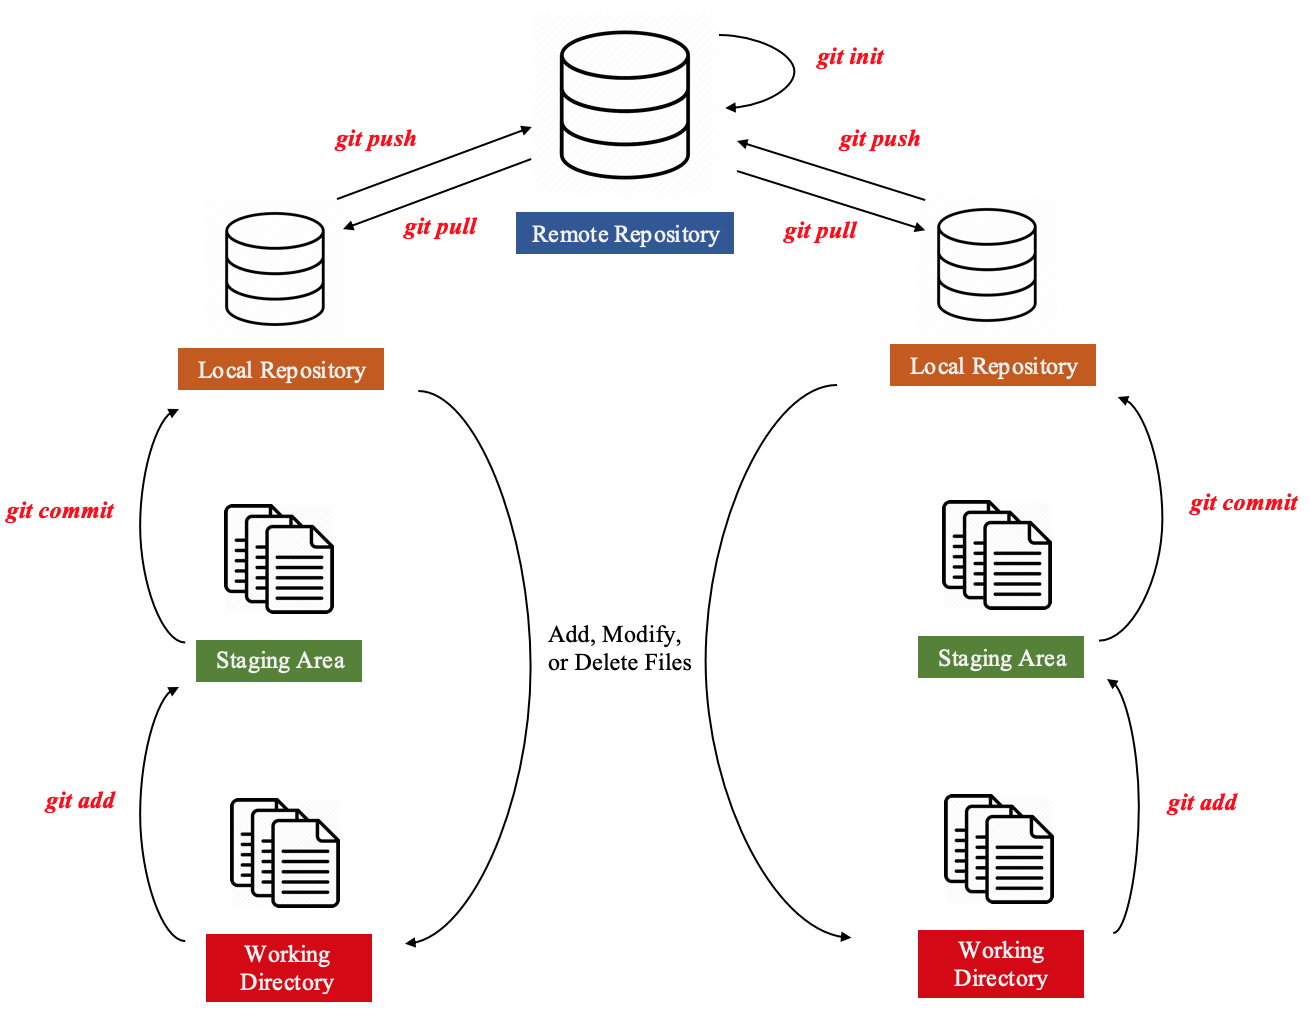 git init
git push
git push
git pull
Remote Repository
git pull
Local Repository
Local Repository
git commit
git commit
Add, Modify,
or Delete Files
Staging Area
Staging Area
git add
git add
Working
Directory
Working
Directory